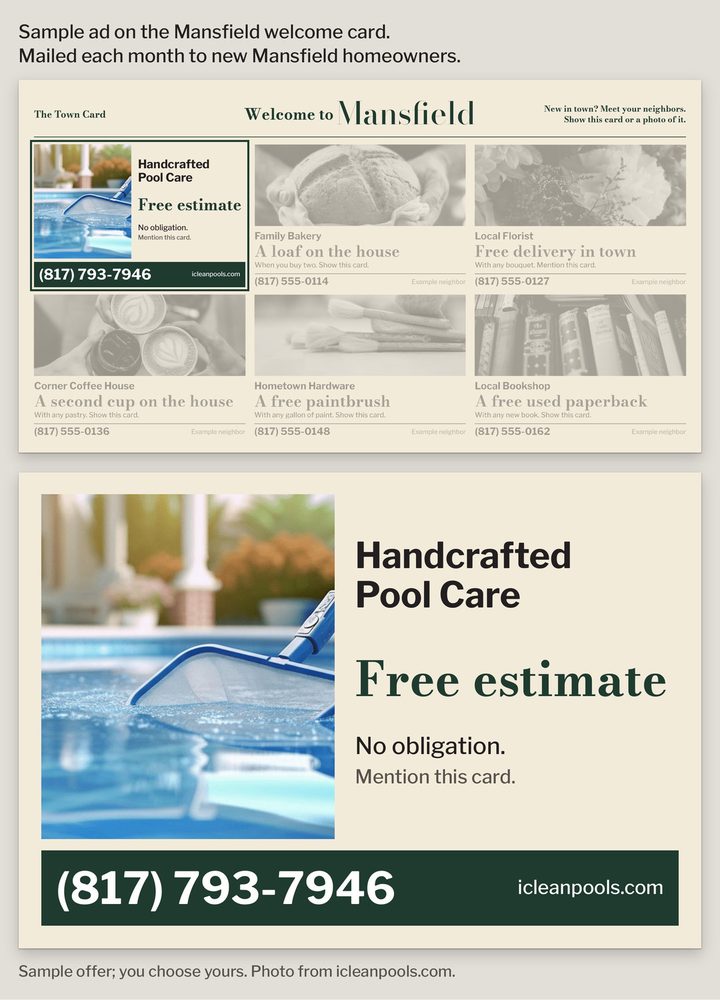 Sample ad on the Mansfield welcome card.
Mailed each month to new Mansfield homeowners.
The Town Card
Welcome to Mansfield
New in town? Meet your neighbors.
Show this card or a photo of it.
Handcrafted
Pool Care
Free estimate
No obligation.
Mention this card.
(817) 793-7946
icleanpools.com
Family Bakery
A loaf on the house
When you buy two. Show this card.
(817) 555-0114
Example neighbor
Local Florist
Free delivery in town
With any bouquet. Mention this card.
(817) 555-0127
Example neighbor
Corner Coffee House
A second cup on the house
With any pastry. Show this card.
(817) 555-0136
Example neighbor
Hometown Hardware
A free paintbrush
With any gallon of paint. Show this card.
(817) 555-0148
Example neighbor
Local Bookshop
A free used paperback
With any new book. Show this card.
(817) 555-0162
Example neighbor
Handcrafted
Pool Care
Free estimate
No obligation.
Mention this card.
(817) 793-7946
icleanpools.com
Sample offer; you choose yours. Photo from icleanpools.com.